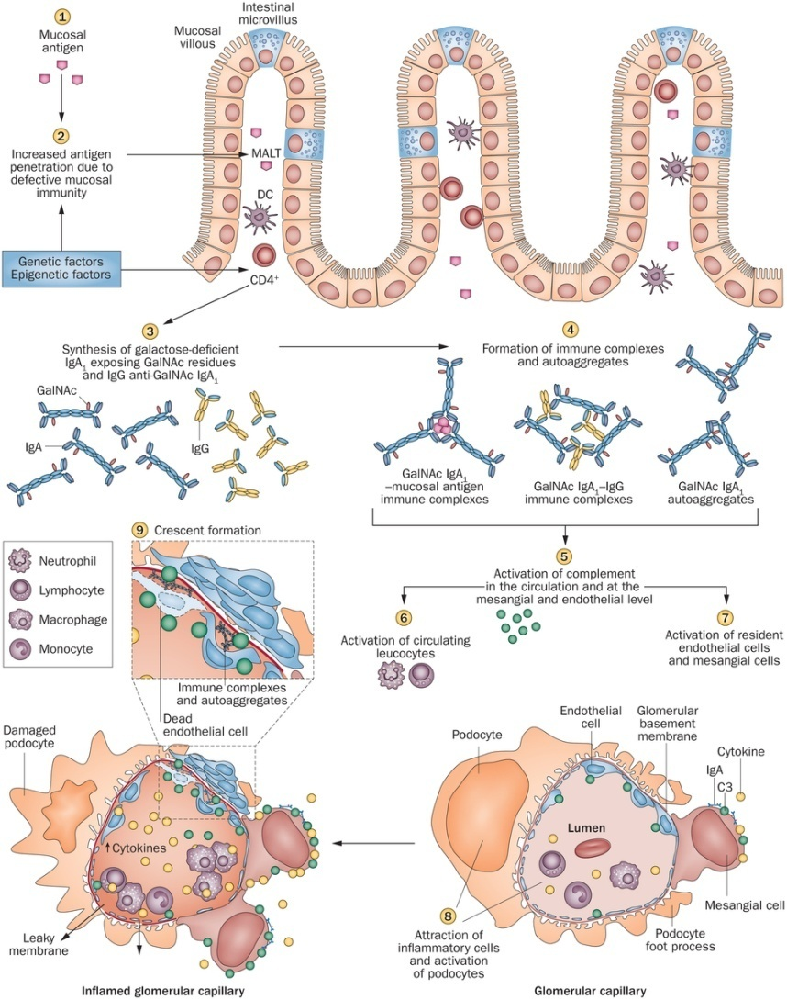 1
Mucosal
antigen
Mucosal
villous
Intestinal
microvillus
2
Increased antigen
penetration due to
defective mucosal
immunity
MALT
DC
Genetic factors
Epigenetic factors
CD4+
3
Synthesis of galactose-deficient
IgA1 exposing GalNAc residues
and IgG anti-GalNAc IgA1
GalNAc
IgA
IgG
4
Formation of immune complexes
and autoaggregates
GalNAc IgA1
–mucosal antigen
immune complexes
GalNAc IgA1–IgG
immune complexes
GalNAc IgA1
autoaggregates
5
Activation of complement
in the circulation and at the
mesangial and endothelial level
6
Activation of circulating
leucocytes
7
Activation of resident
endothelial cells
and mesangial cells
9 Crescent formation
Neutrophil
Lymphocyte
Macrophage
Monocyte
Immune complexes
and autoaggregates
Dead
endothelial cell
Damaged
podocyte
↑Cytokines
Leaky
membrane
Inflamed glomerular capillary
Podocyte
Endothelial
cell
Glomerular
basement
membrane
Cytokine
IgA
C3
Lumen
Mesangial cell
8
Attraction of
inflammatory cells
and activation
of podocytes
Podocyte
foot process
Glomerular capillary